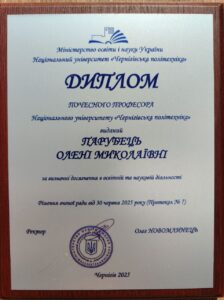 Міністерство освіти і науки України
Національний університет «Чернігівська політехніка»
ДИПЛОМ
ПОЧЕСНОГО ПРОФЕСОРА
Національного університету «Чернігівська політехніка»
виданий
ПАРУБЕЦЬ
ОЛЕНІ МИКОЛАЇВНІ
за визначні досягнення в освітній та науковій діяльності
Рішення вченої ради від 30 червня 2025 року (Протокол № 7)
Ректор
Олег НОВОМЛИНЕЦЬ
Чернігів 2025